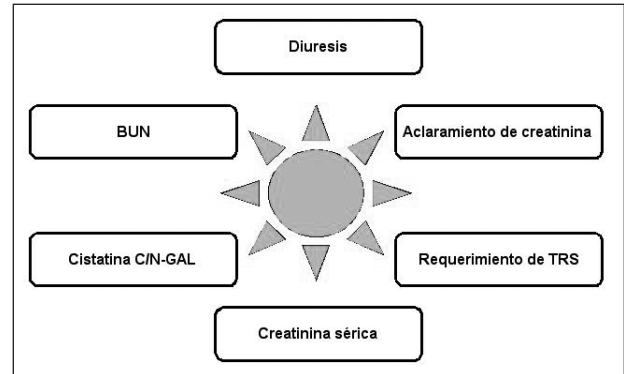 Diuresis
BUN
Aclaramiento de creatinina
Cistatina C/N-GAL
Requerimiento de TRS
Creatinina sérica